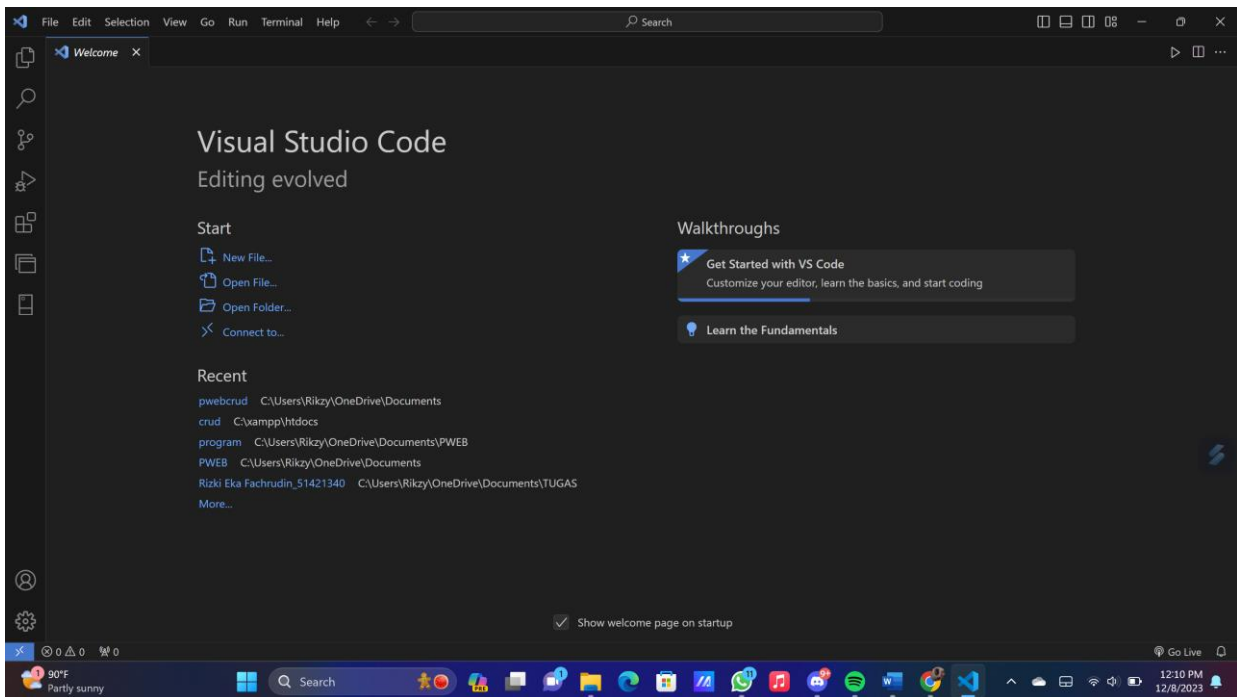 File Edit Selection View Go Run Terminal Help Search
Welcome
Visual Studio Code
Editing evolved
Start
New File...
Open File...
Open Folder...
Connect to...
Recent
pwebcrud C:\Users\Rikzy\OneDrive\Documents
crud C:\xampp\htdocs
program C:\Users\Rikzy\OneDrive\Documents\PWEB
PWEB C:\Users\Rikzy\OneDrive\Documents
Rizki Eka Fachrudin_51421340 C:\Users\Rikzy\OneDrive\Documents\TUGAS
More...
Walkthroughs
Get Started with VS Code
Customize your editor, learn the basics, and start coding
Learn the Fundamentals
Show welcome page on startup
0 0 0 Go Live
1 90°F
Partly sunny
Search
12:10 PM
12/8/2023